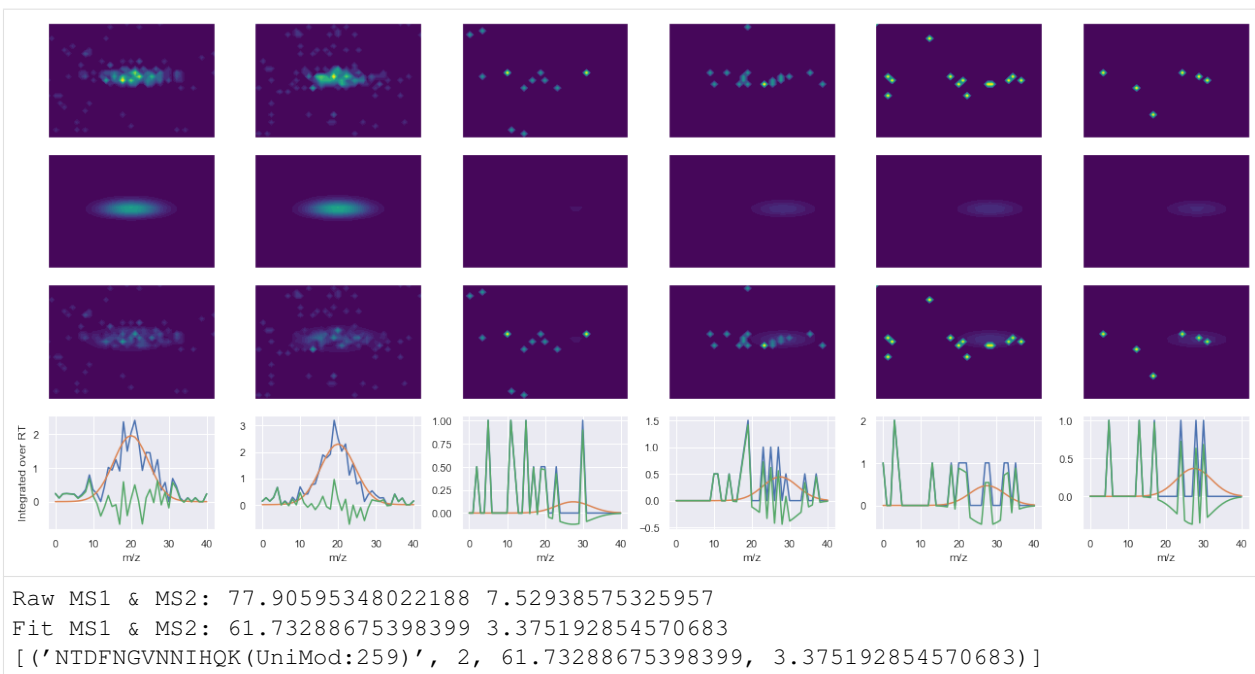 2
1
0
3
2
1
0
1.00
0.75
0.50
0.25
0.00
1.5
1.0
0.5
0.0
−0.5
2
1
0
1.0
0.5
0.0
Integrated over RT
0 10 20 30 40
0 10 20 30 40
0 10 20 30 40
0 10 20 30 40
0 10 20 30 40
0 10 20 30 40
m/z m/z m/z m/z m/z m/z
Raw MS1 & MS2: 77.90595348022188 7.52938575325957
Fit MS1 & MS2: 61.73288675398399 3.375192854570683
[('NTDFNGVNNIHQK(UniMod:259)', 2, 61.73288675398399, 3.375192854570683)]